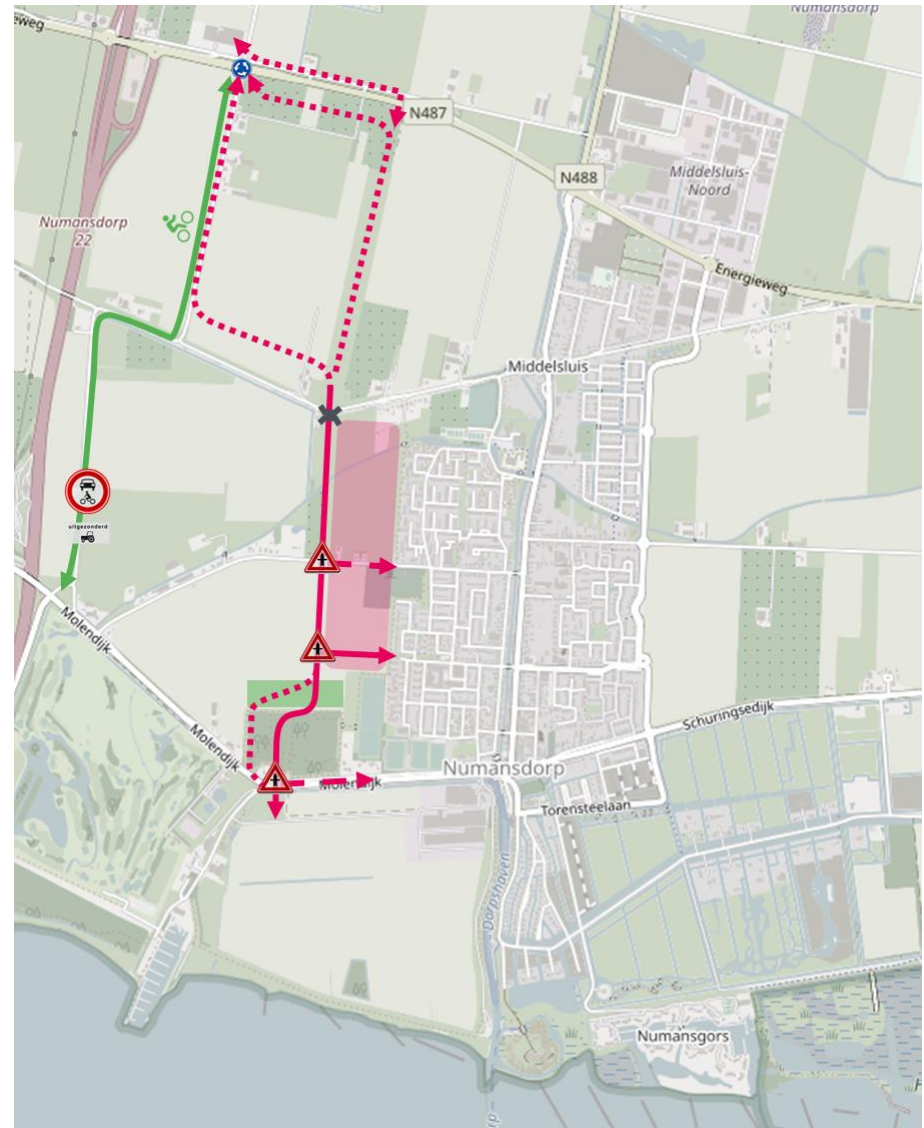 Numansdorp
eweg
N487
N488
Middelsluis-
Noord
Numansdorp
22
Energieweg
Middelsluis
uitgezonderd
Molendijk
Molendijk
Schuringsedijk
Numansdorp
Molendijk
Torensteelaan
Dorpshaven
Numansgors
H
rp